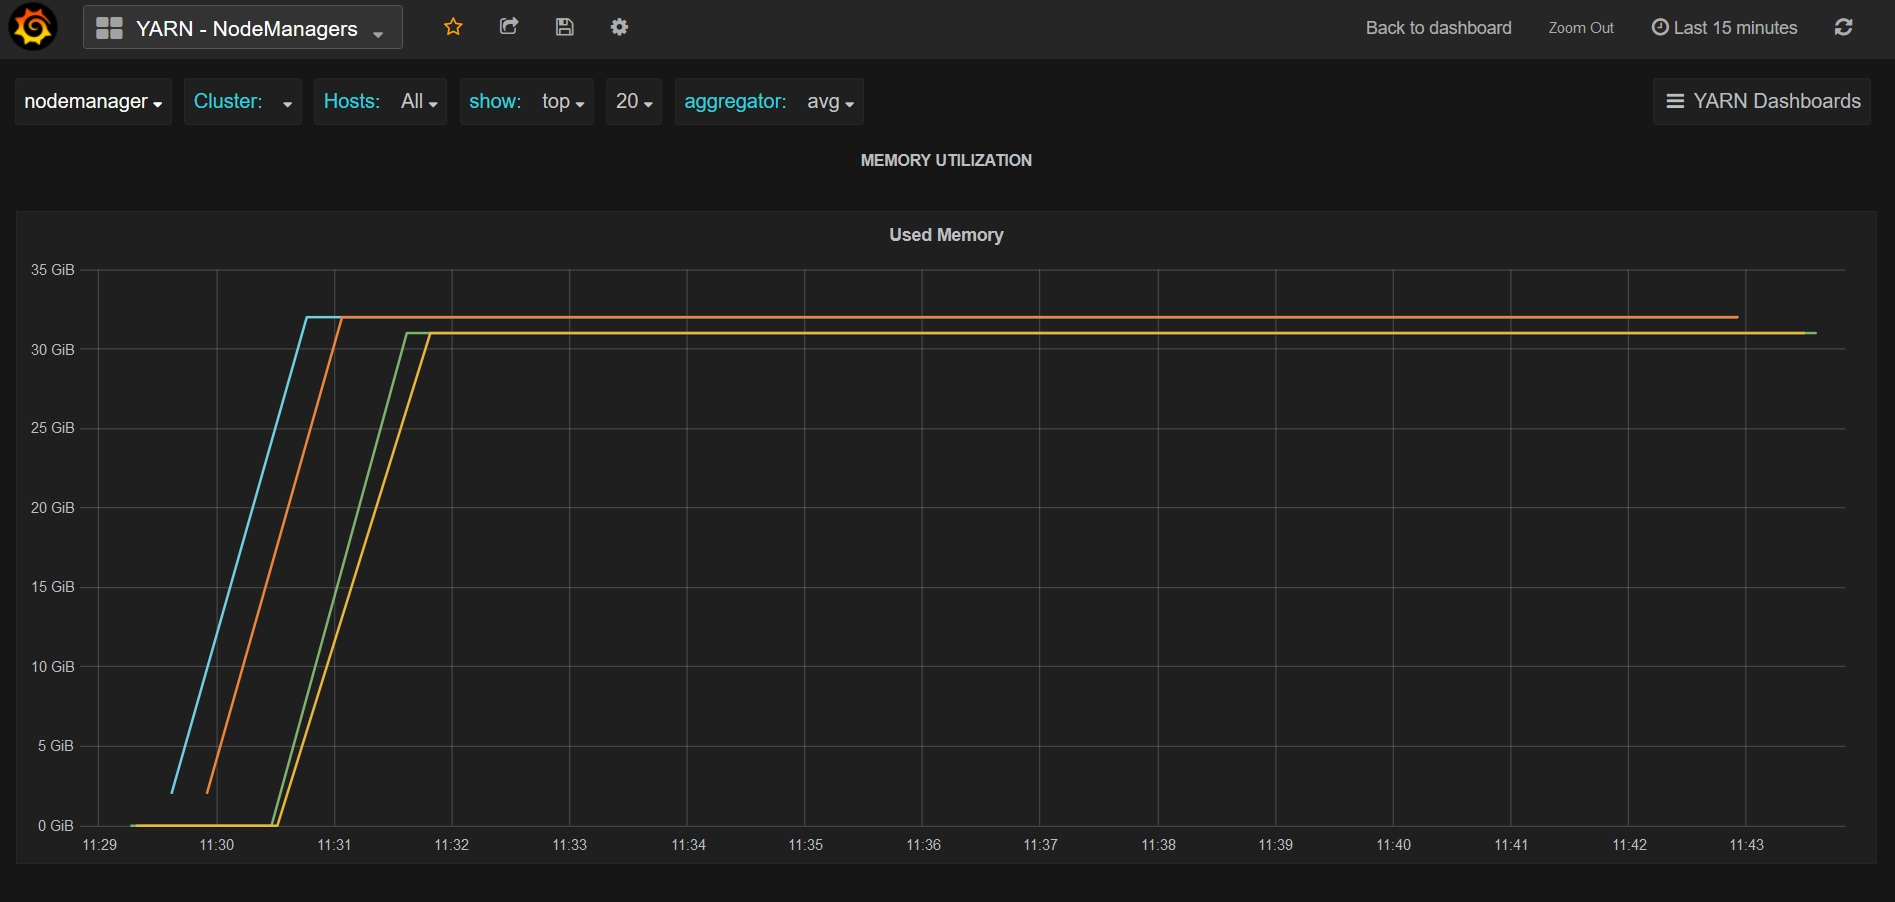 YARN - NodeManagers Back to dashboard Zoom Out Last 15 minutes
nodemanager Cluster: Hosts: All show: top 20 aggregator: avg YARN Dashboards
MEMORY UTILIZATION
Used Memory
35 GiB
30 GiB
25 GiB
20 GiB
15 GiB
10 GiB
5 GiB
0 GiB
11:29 11:30 11:31 11:32 11:33 11:34 11:35 11:36 11:37 11:38 11:39 11:40 11:41 11:42 11:43